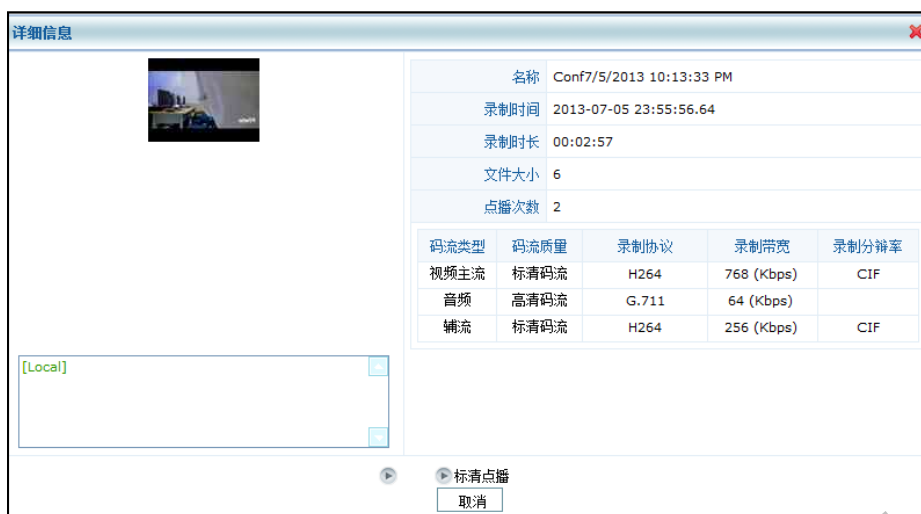 详细信息
名称 Conf7/5/2013 10:13:33 PM
录制时间 2013-07-05 23:55:56.64
录制时长 00:02:57
文件大小 6
点播次数 2
码流类型 码流质量 录制协议 录制带宽 录制分辩率
视频主流 标清码流 H264 768 (Kbps) CIF
音频 高清码流 G.711 64 (Kbps)
辅流 标清码流 H264 256 (Kbps) CIF
[Local]
标清点播
取消